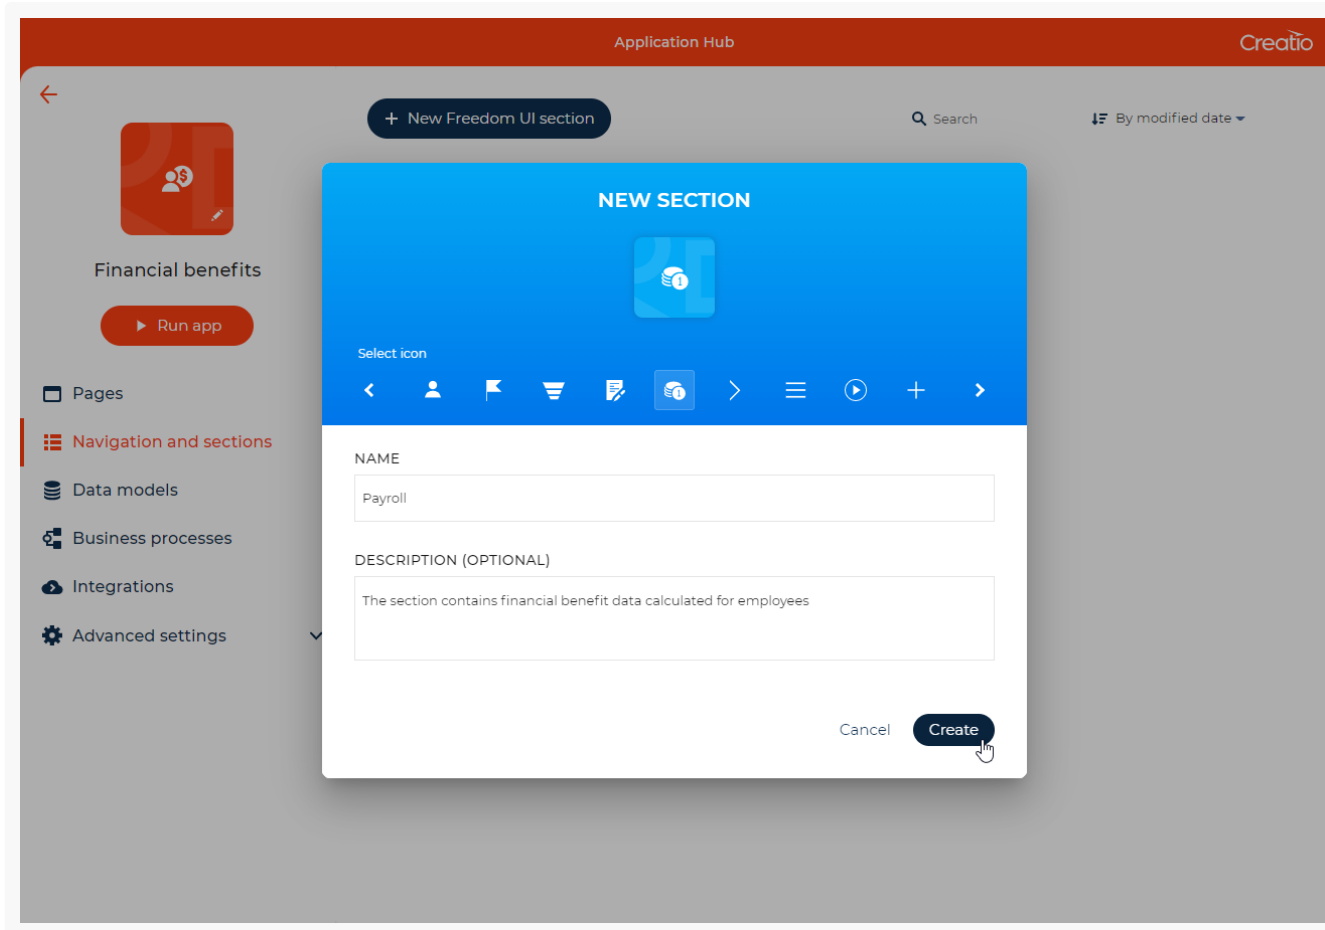 Application Hub
Creatio
+ New Freedom UI section
Search
By modified date
Financial benefits
Run app
Pages
Navigation and sections
Data models
Business processes
Integrations
Advanced settings
NEW SECTION
1
Select icon
1
NAME
Payroll
DESCRIPTION (OPTIONAL)
The section contains financial benefit data calculated for employees
Cancel
Create